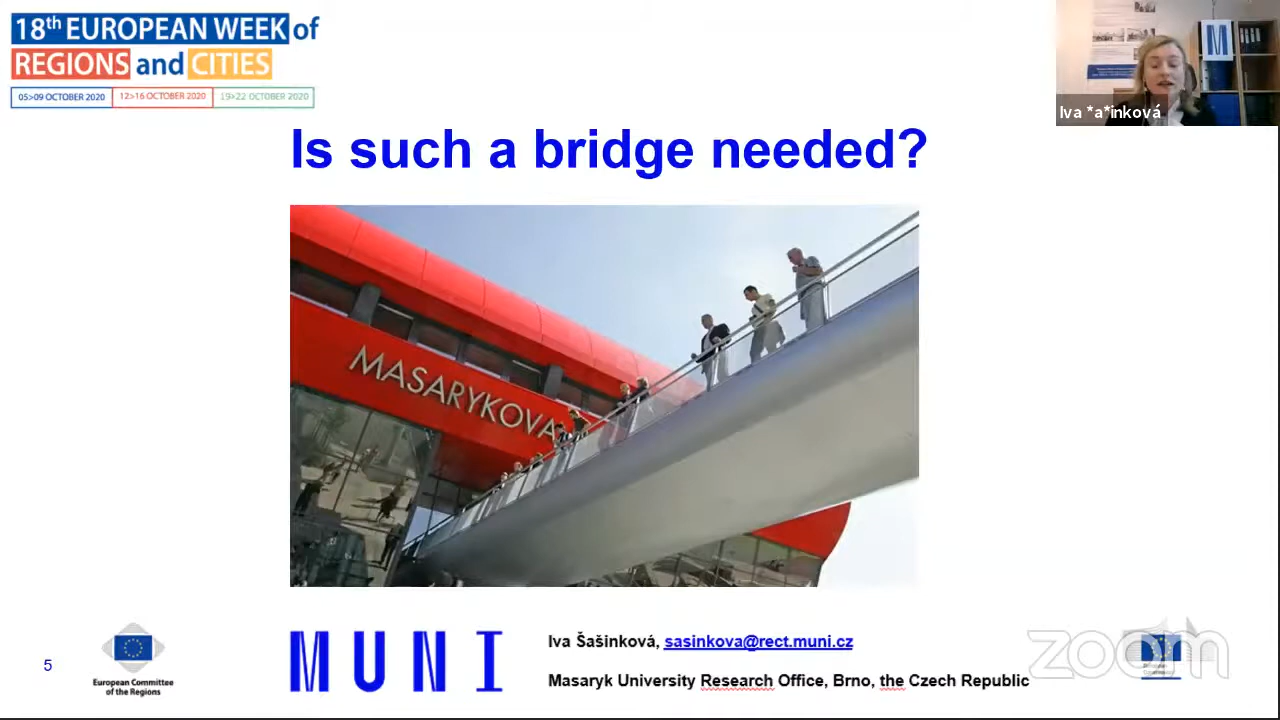 18th EUROPEAN WEEK of
REGIONS and CITIES
05>09 OCTOBER 2020 12>16 OCTOBER 2020 19>22 OCTOBER 2020
Iva *a*inková
Is such a bridge needed?
MASARYKOVA
5
European Committee
of the Regions
MUNI
Iva Šašinková, sasinkova@rect.muni.cz
Masaryk University Research Office, Brno, the Czech Republic
zoom